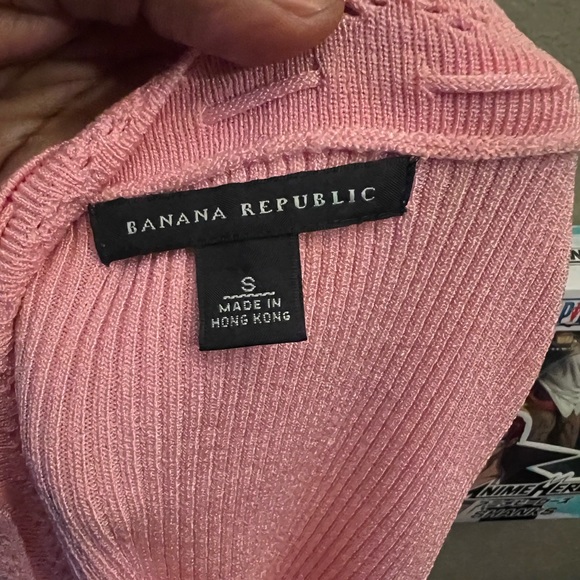 BANANA REPUBLIC
S
MADE IN
HONG KONG